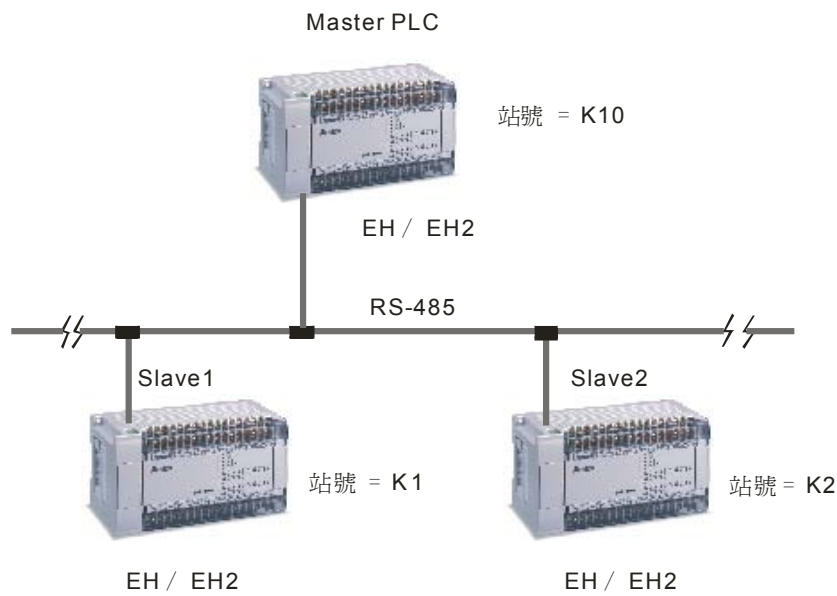 Master PLC
站號 = K10
EH / EH2
RS-485
Slave1
Slave2
站號 = K1
站號 = K2
EH / EH2
EH / EH2